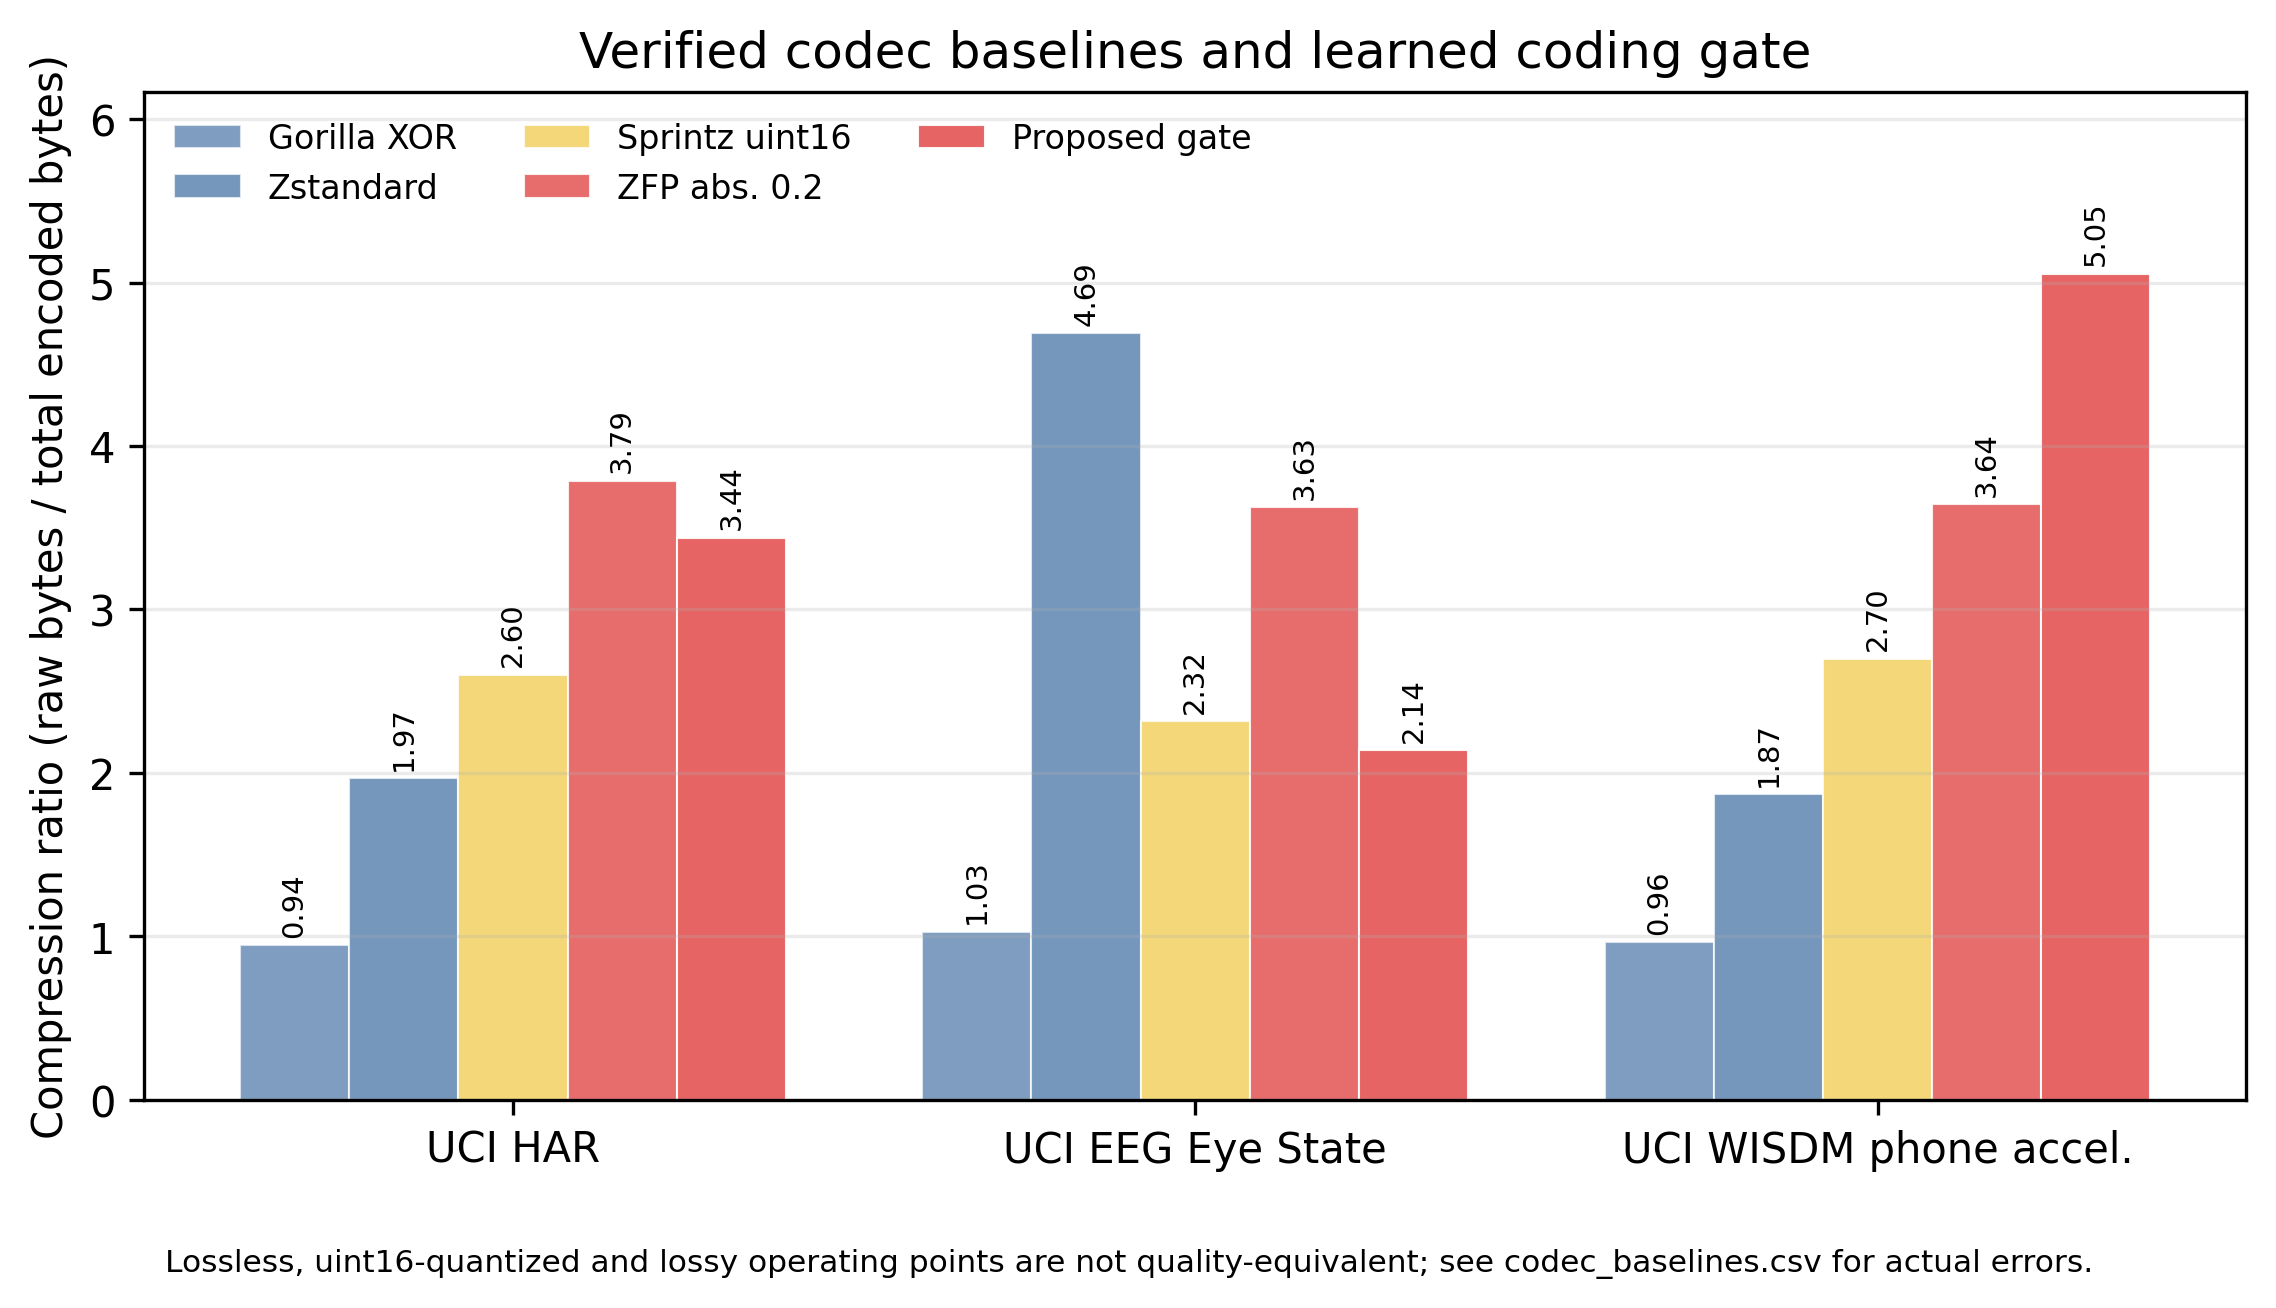 Verified codec baselines and learned coding gate
Compression ratio (raw bytes / total encoded bytes)
6
5
4
3
2
1
0
Gorilla XOR
Zstandard
Sprintz uint16
ZFP abs. 0.2
Proposed gate
0.94
1.97
2.60
3.79
3.44
1.03
4.69
2.32
3.63
2.14
0.96
1.87
2.70
3.64
5.05
UCI HAR
UCI EEG Eye State
UCI WISDM phone accel.
Lossless, uint16-quantized and lossy operating points are not quality-equivalent; see codec_baselines.csv for actual errors.